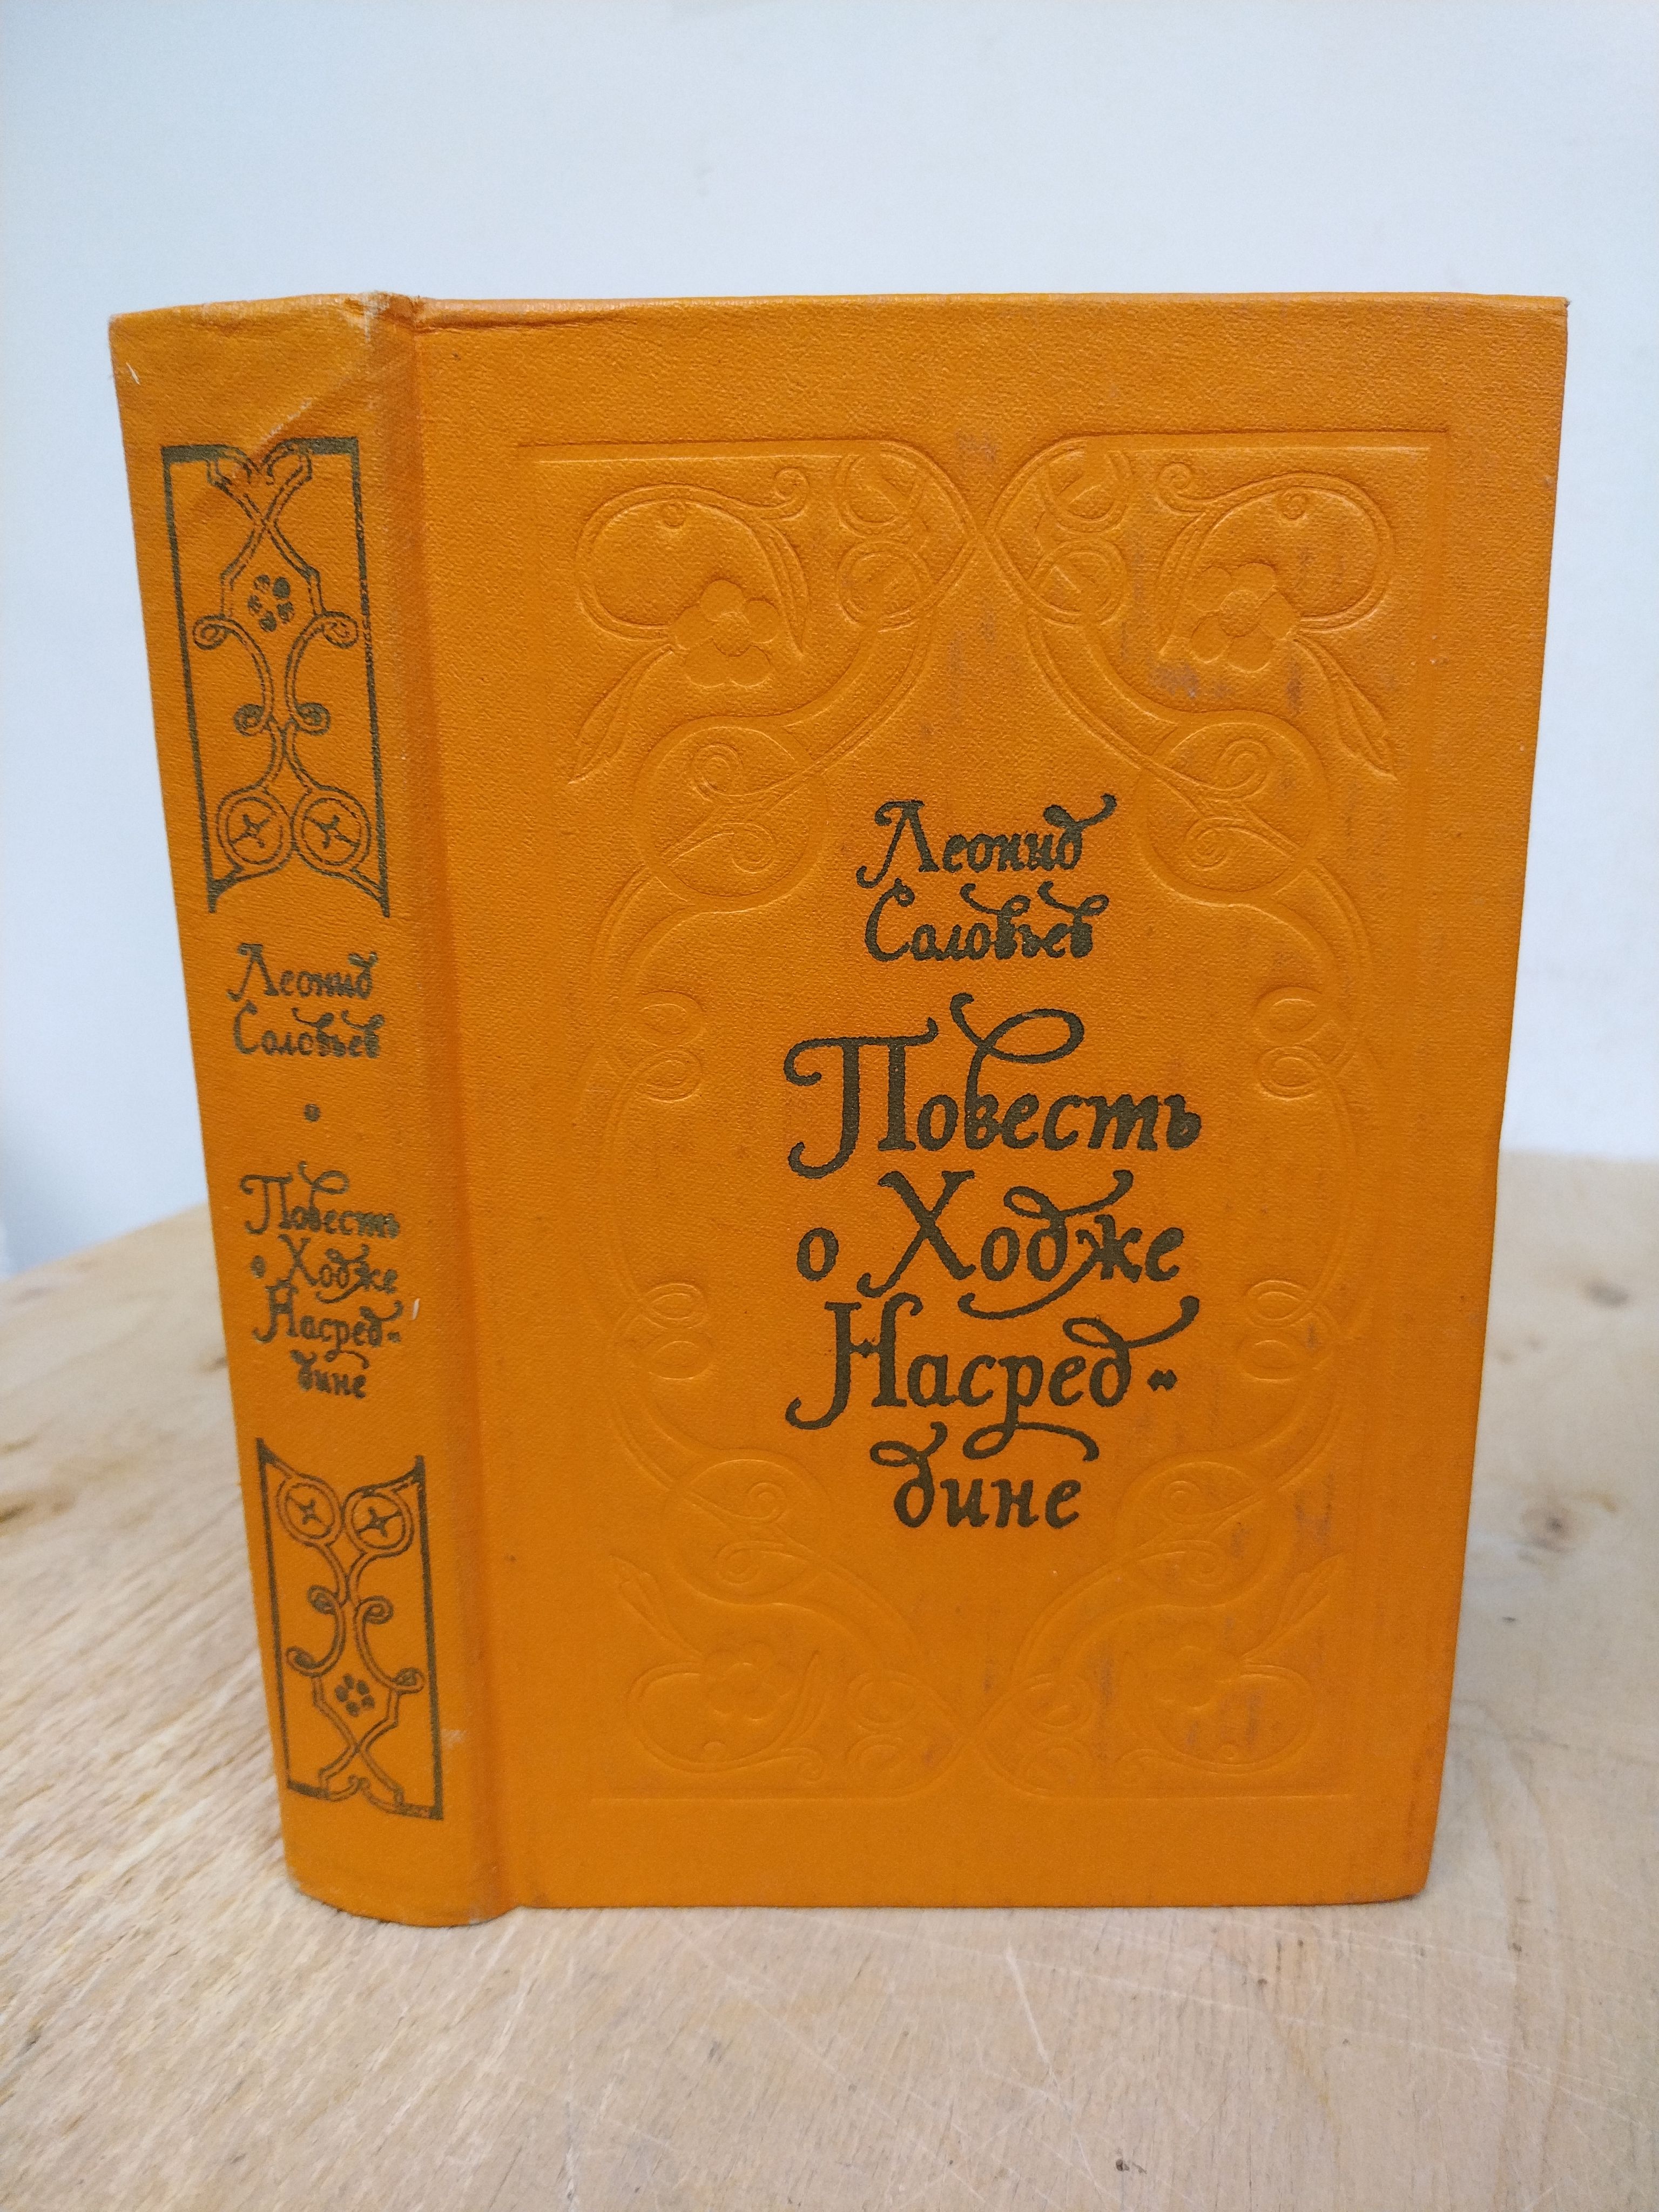 Леонид
Соловьев
Повесть
о Ходже
Насред-
дине
Леонид
Соловьев
Повесть
о Ходже
Насред-
дине